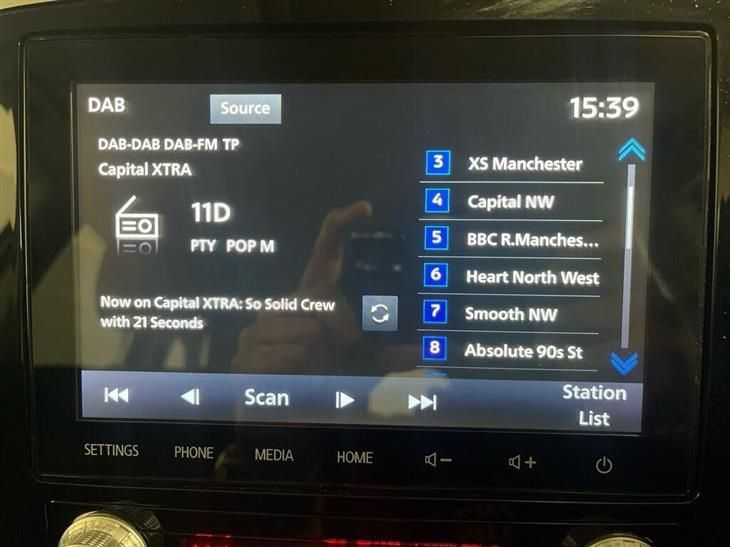 DAB
Source
15:39
DAB-DAB DAB-FM TP
Capital XTRA
11D
PTY POP M
Now on Capital XTRA: So Solid Crew
with 21 Seconds
3 XS Manchester
4 Capital NW
5 BBC R.Manches...
6 Heart North West
7 Smooth NW
8 Absolute 90s St
Scan
Station
List
SETTINGS
PHONE
MEDIA
HOME